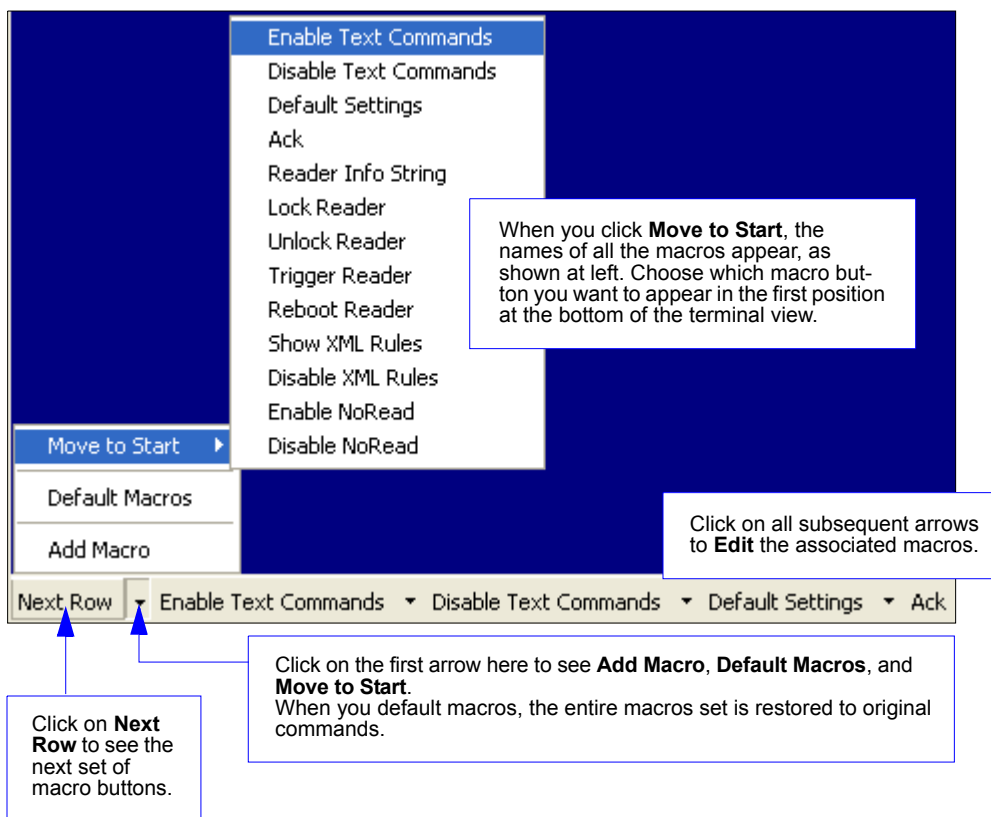 Enable Text Commands
Disable Text Commands
Default Settings
Ack
Reader Info String
Lock Reader
Unlock Reader
Trigger Reader
Reboot Reader
Show XML Rules
Disable XML Rules
Enable NoRead
Disable NoRead
When you click Move to Start, the
names of all the macros appear, as
shown at left. Choose which macro but-
ton you want to appear in the first position
at the bottom of the terminal view.
Move to Start
Default Macros
Add Macro
Click on all subsequent arrows
to Edit the associated macros.
Next Row Enable Text Commands Disable Text Commands Default Settings Ack
Click on the first arrow here to see Add Macro, Default Macros, and
Move to Start.
When you default macros, the entire macros set is restored to original
commands.
Click on Next
Row to see the
next set of
macro buttons.